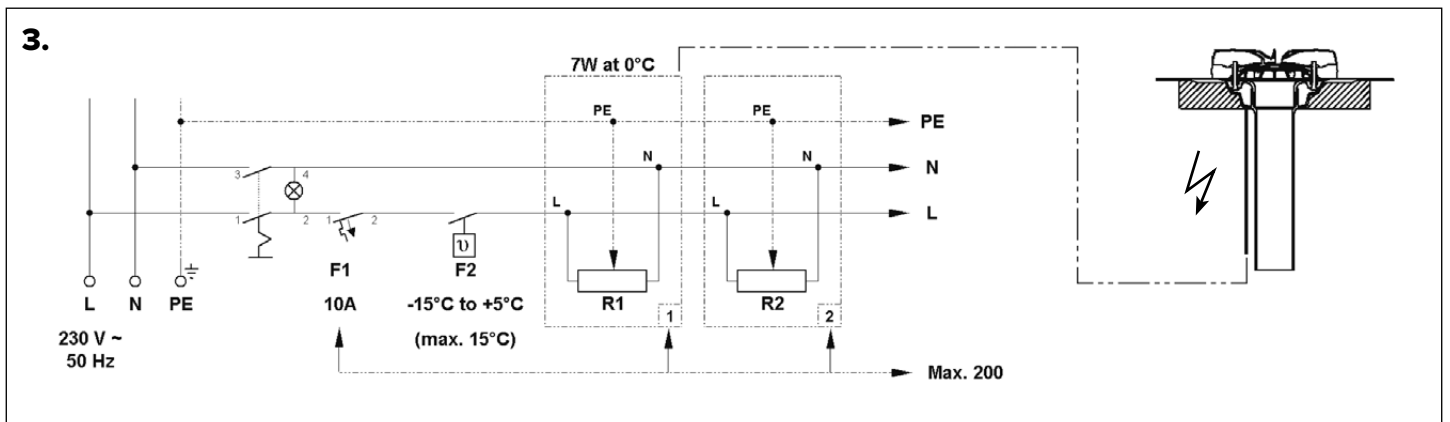 3.
7W at 0°C
PE PE PE
N N N
3 4
L L L
1 2 1 2
υ
F1 F2 R1 R2
L N PE
10A -15°C to +5°C 1 2
230 V ~ (max. 15°C)
50 Hz
Max. 200